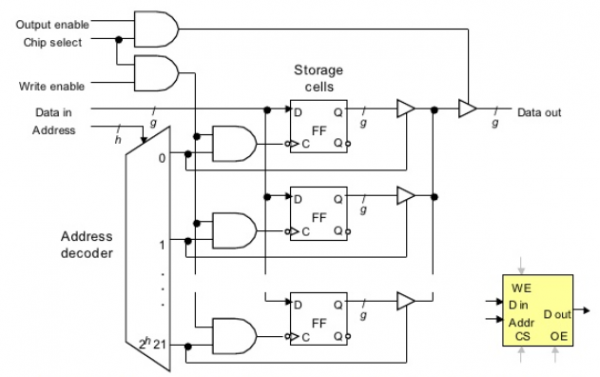 Output enable
Chip select
Write enable
Data in
Address
g
h
Storage
cells
D Q
FF
C Q
g
g
Data out
0
D Q
FF
C Q
g
Address
decoder
1
.
.
.
D Q
FF
C Q
g
2^h 21
WE
D in
D out
Addr
CS OE